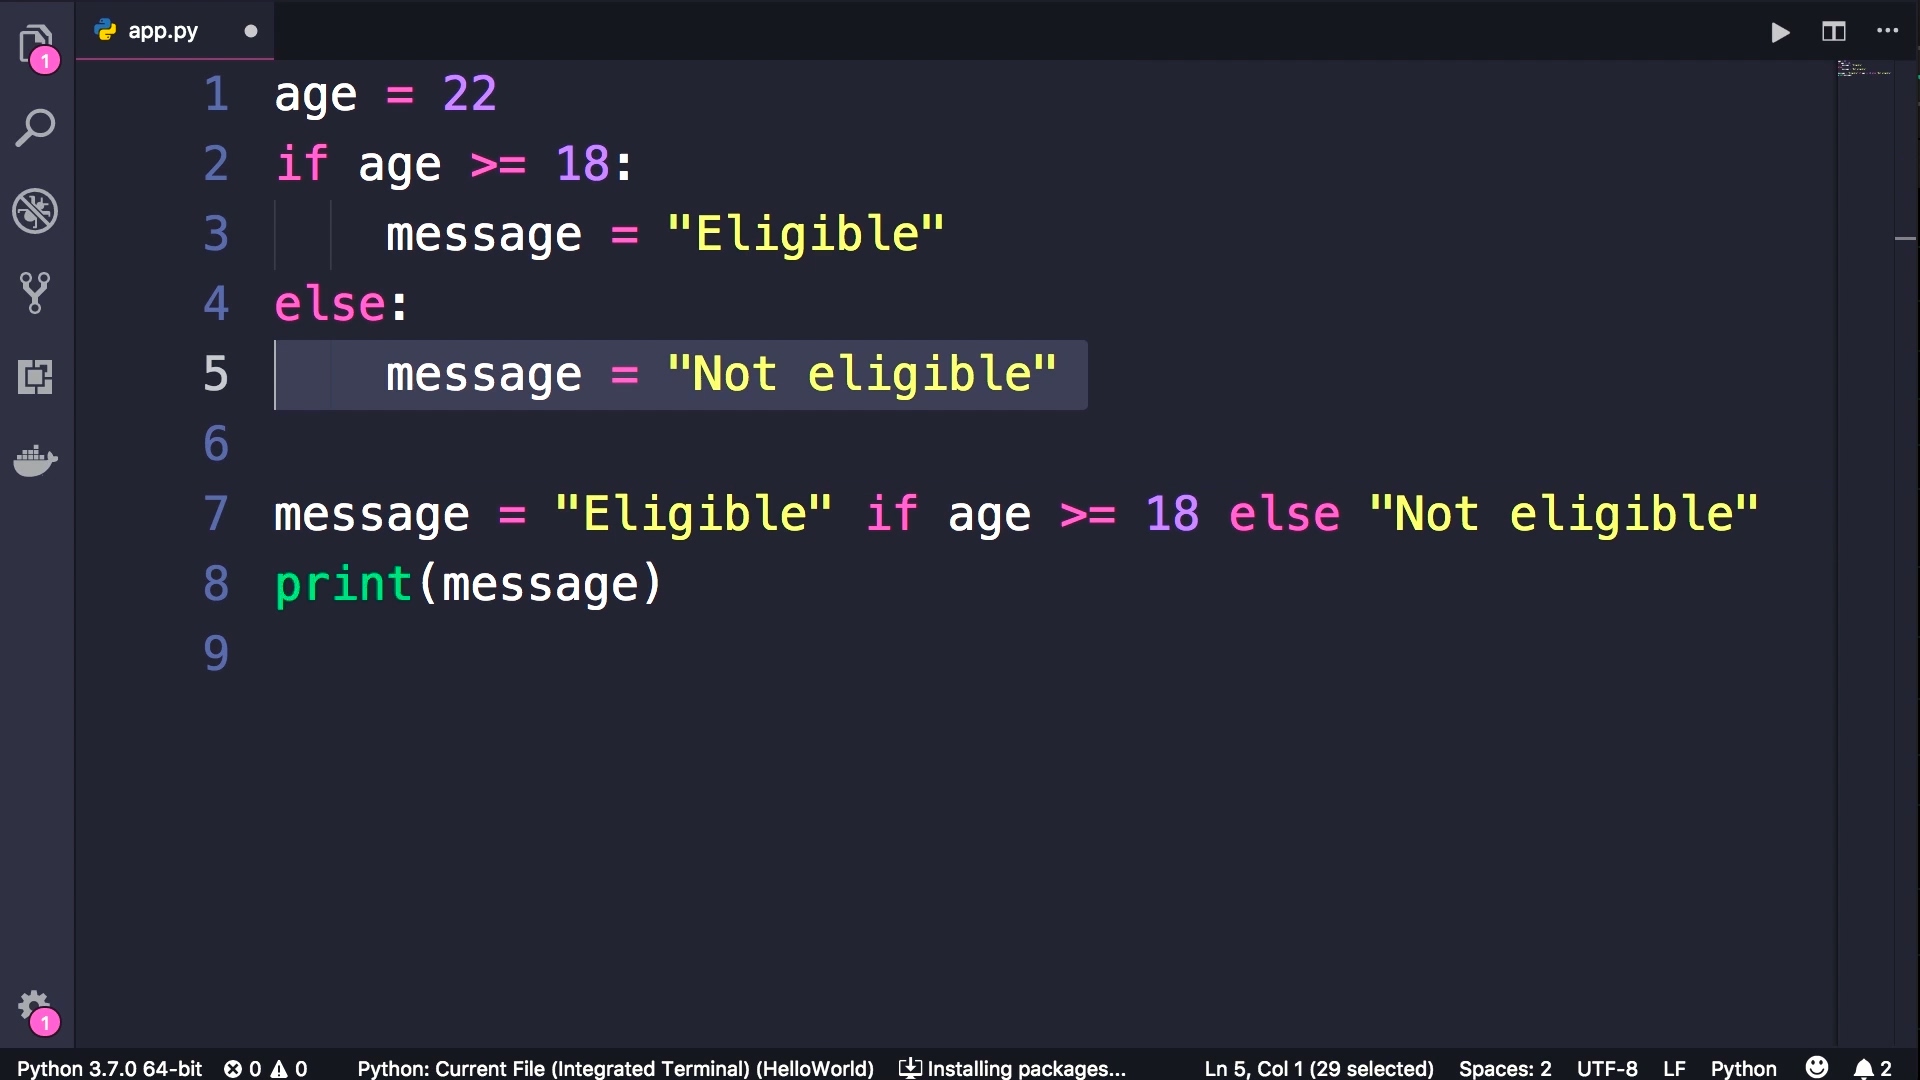 app.py
1
1 age = 22
2 if age >= 18:
3     message = "Eligible"
4 else:
5     message = "Not eligible"
6
7 message = "Eligible" if age >= 18 else "Not eligible"
8 print(message)
9
1
Python 3.7.0 64-bit 0 0 Python: Current File (Integrated Terminal) (HelloWorld) Installing packages... Ln 5, Col 1 (29 selected) Spaces: 2 UTF-8 LF Python 2